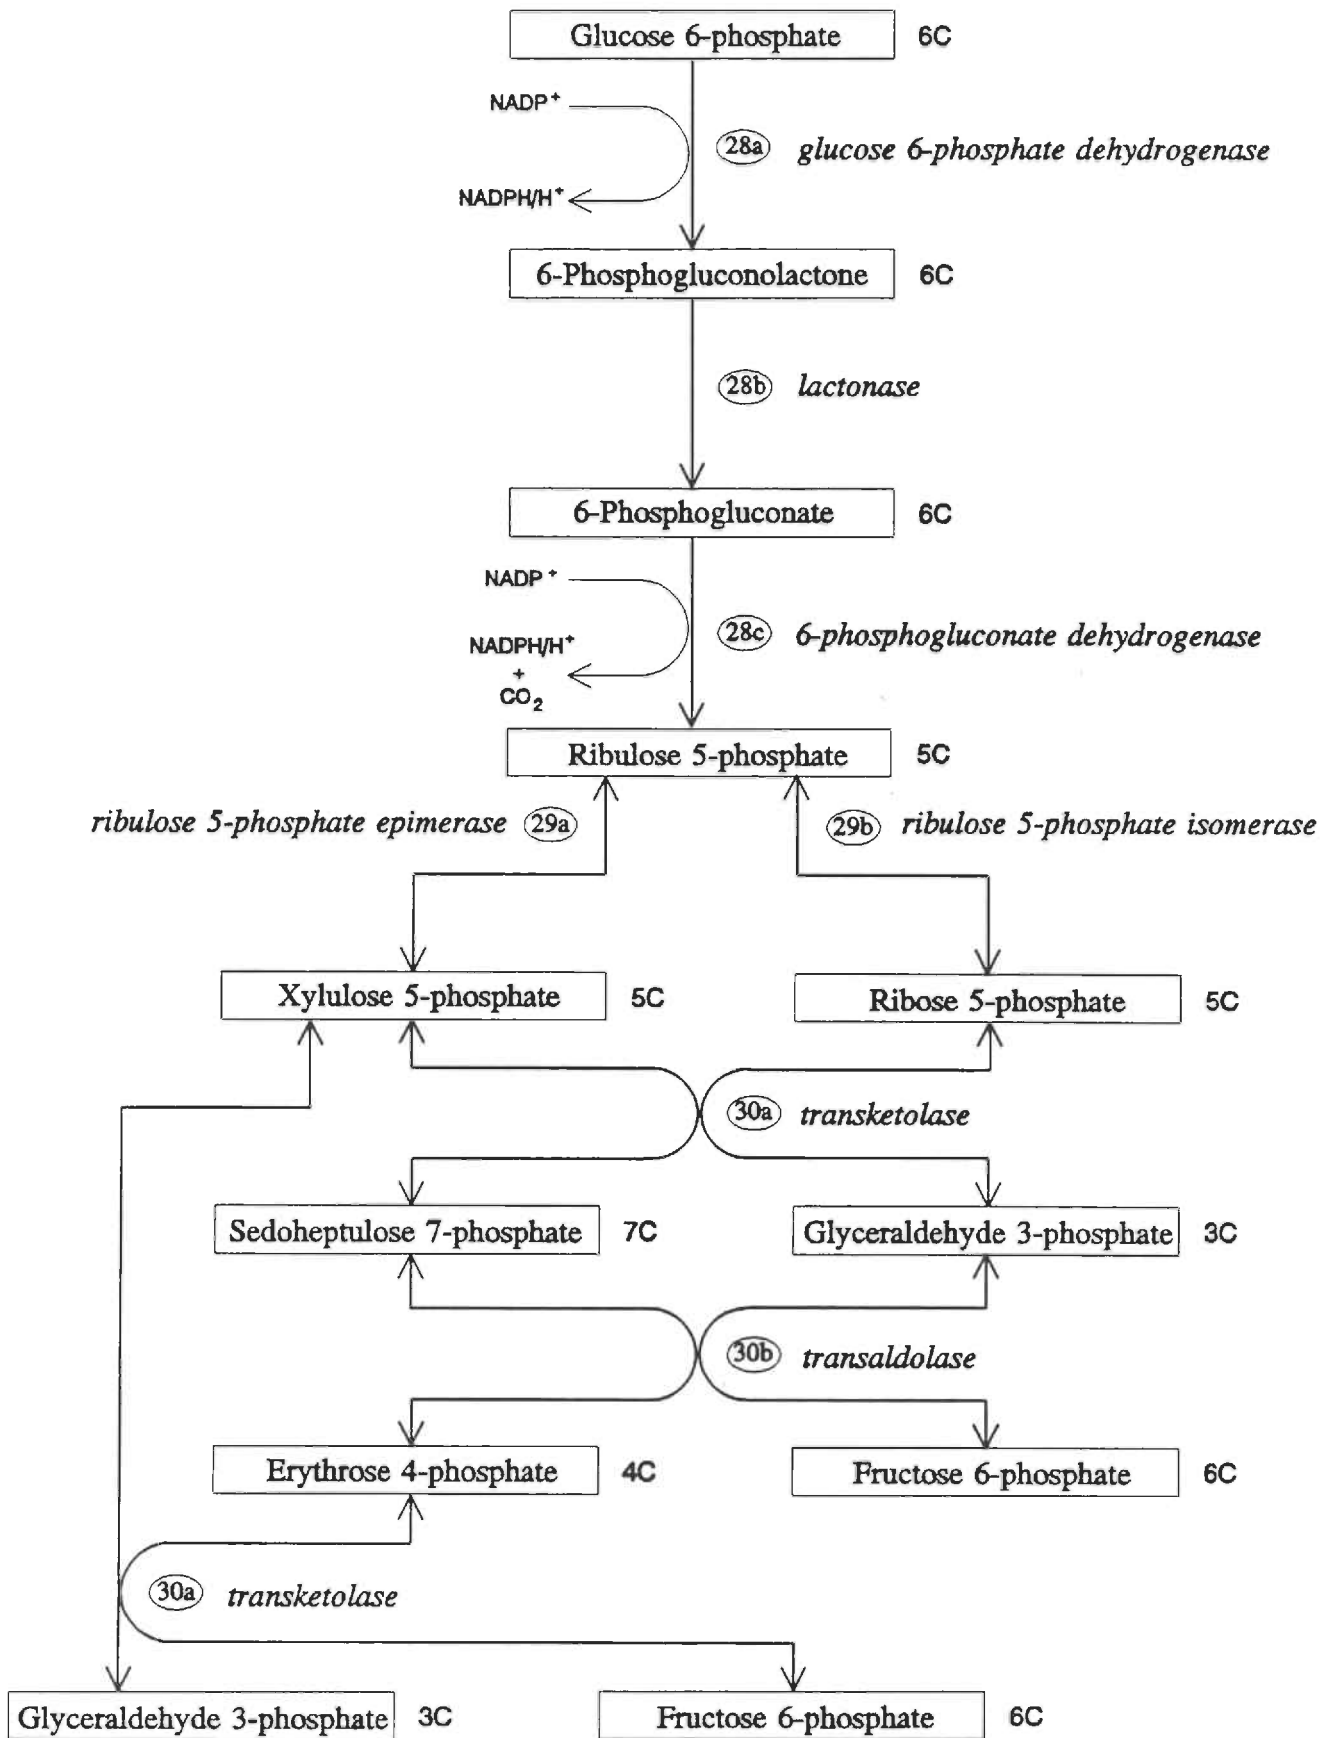 Glucose 6-phosphate 6C
NADP⁺
28a glucose 6-phosphate dehydrogenase
NADPH/H⁺
6-Phosphogluconolactone 6C
28b lactonase
6-Phosphogluconate 6C
NADP⁺
28c 6-phosphogluconate dehydrogenase
NADPH/H⁺
+
CO₂
Ribulose 5-phosphate 5C
ribulose 5-phosphate epimerase 29a
29b ribulose 5-phosphate isomerase
Xylulose 5-phosphate 5C
Ribose 5-phosphate 5C
30a transketolase
Sedoheptulose 7-phosphate 7C
Glyceraldehyde 3-phosphate 3C
30b transaldolase
Erythrose 4-phosphate 4C
Fructose 6-phosphate 6C
30a transketolase
Glyceraldehyde 3-phosphate 3C
Fructose 6-phosphate 6C